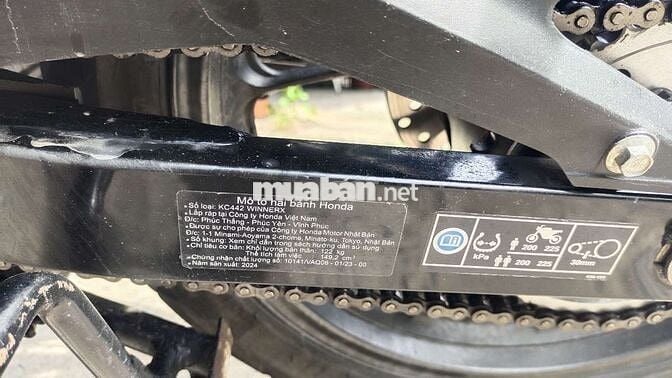 Mô tô hai bánh Honda
Số loại: KC442 WINNERX
Lắp ráp tại Công ty Honda Việt Nam
Đ/c: Phúc Thắng - Phúc Yên - Vĩnh Phúc
Được sự cho phép của Công ty Honda Motor Nhật Bản
Đ/c: 1-1 Minami-Aoyama 2-chome, Minato-ku, Tokyo, Nhật Bản
Số khung: Xem chỉ dẫn trong sách hướng dẫn sử dụng
Chỉ tiêu cơ bản: Khối lượng bản thân: 122 kg
Thể tích làm việc: 149,2 cm³
Chứng nhận chất lượng số: 10141/VAQ06 - 01/23 - 00
Năm sản xuất: 2024
muaban.net
kPa
200 225
200 225
30mm